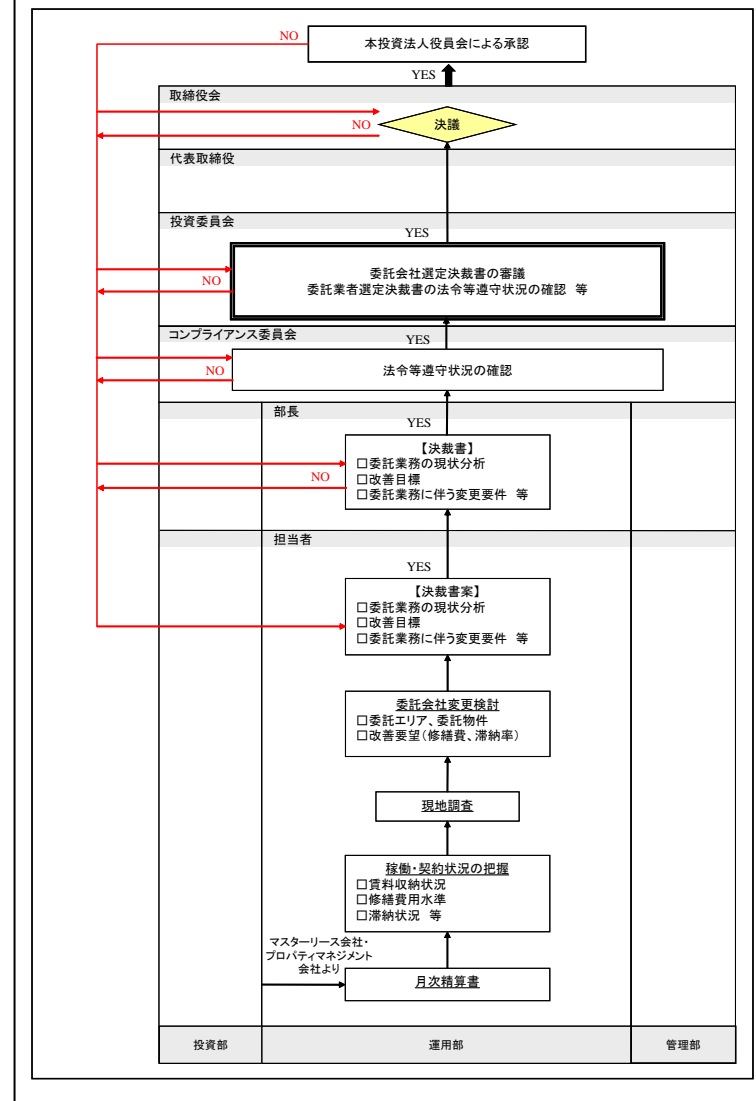 NO
本投資法人役員会による承認
YES
取締役会
NO
決議
代表取締役
投資委員会
YES
委託会社選定決裁書の審議
委託業者選定決裁書の法令等遵守状況の確認 等
NO
コンプライアンス委員会
YES
法令等遵守状況の確認
NO
部長
YES
【決裁書】
□委託業務の現状分析
□改善目標
□委託業務に伴う変更要件 等
NO
担当者
YES
【決裁書案】
□委託業務の現状分析
□改善目標
□委託業務に伴う変更要件 等
委託会社変更検討
□委託エリア、委託物件
□改善要望(修繕費、滞納率)
現地調査
稼働・契約状況の把握
□賃料収納状況
□修繕費用水準
□滞納状況 等
マスターリース会社・
プロパティマネジメント
会社より
月次精算書
投資部
運用部
管理部